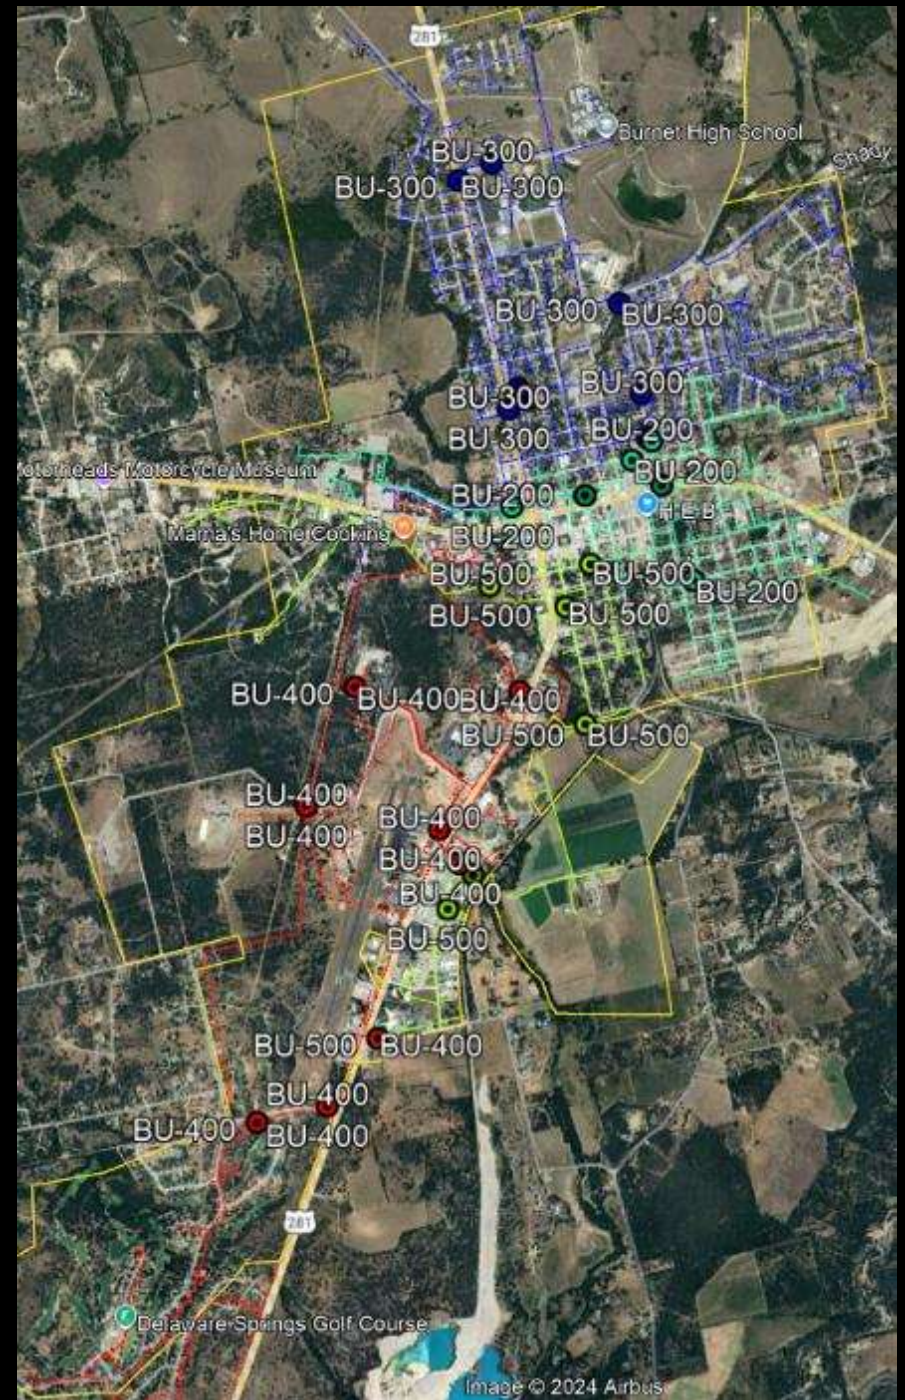 281
Burnet High School
Shady
BU-300
BU-300
BU-300
BU-300
BU-300
BU-300
BU-300
BU-300
BU-200
Motorheads Motorcycle Museum
BU-200
BU-200
H-E-B
Mama's Home Cooking
BU-200
BU-500
BU-500
BU-200
BU-500
BU-500
BU-400
BU-400
BU-400
BU-500
BU-500
BU-400
BU-400
BU-400
BU-400
BU-400
BU-500
BU-500
BU-400
BU-400
BU-400
BU-400
281
Delaware Springs Golf Course
Image © 2024 Airbus